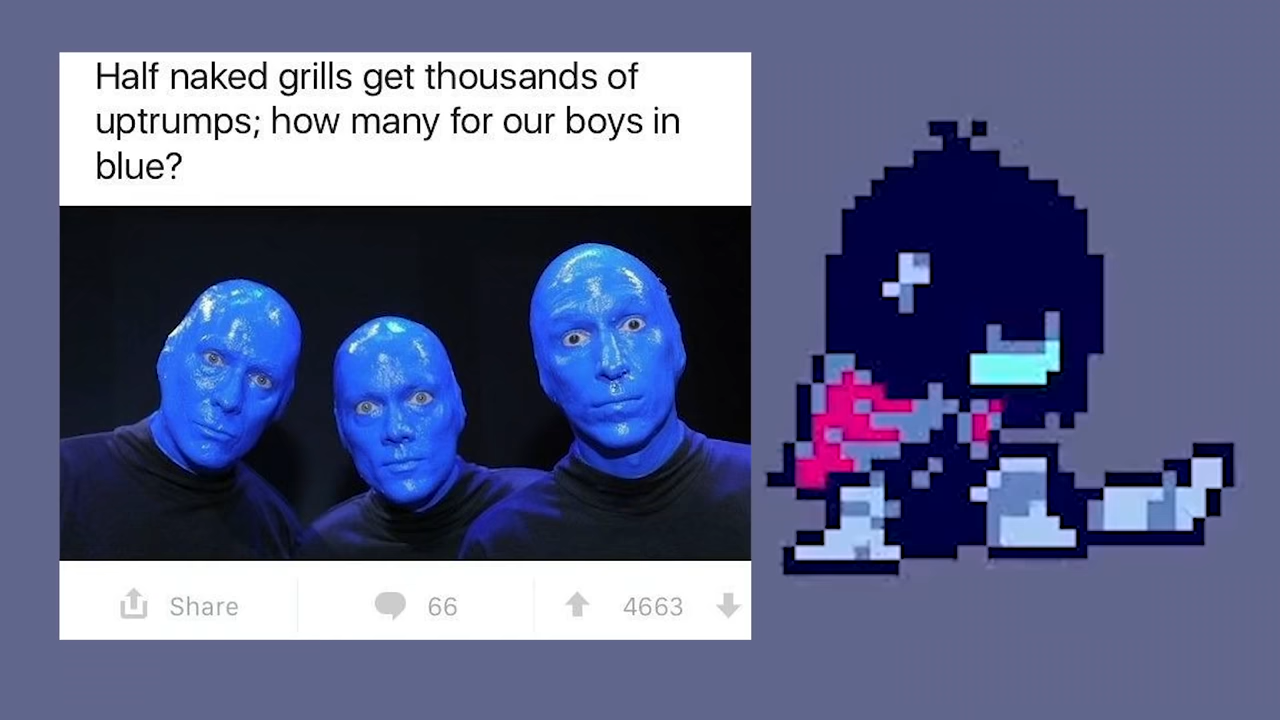 Half naked grills get thousands of
uptrumps; how many for our boys in
blue?
Share
66
4663